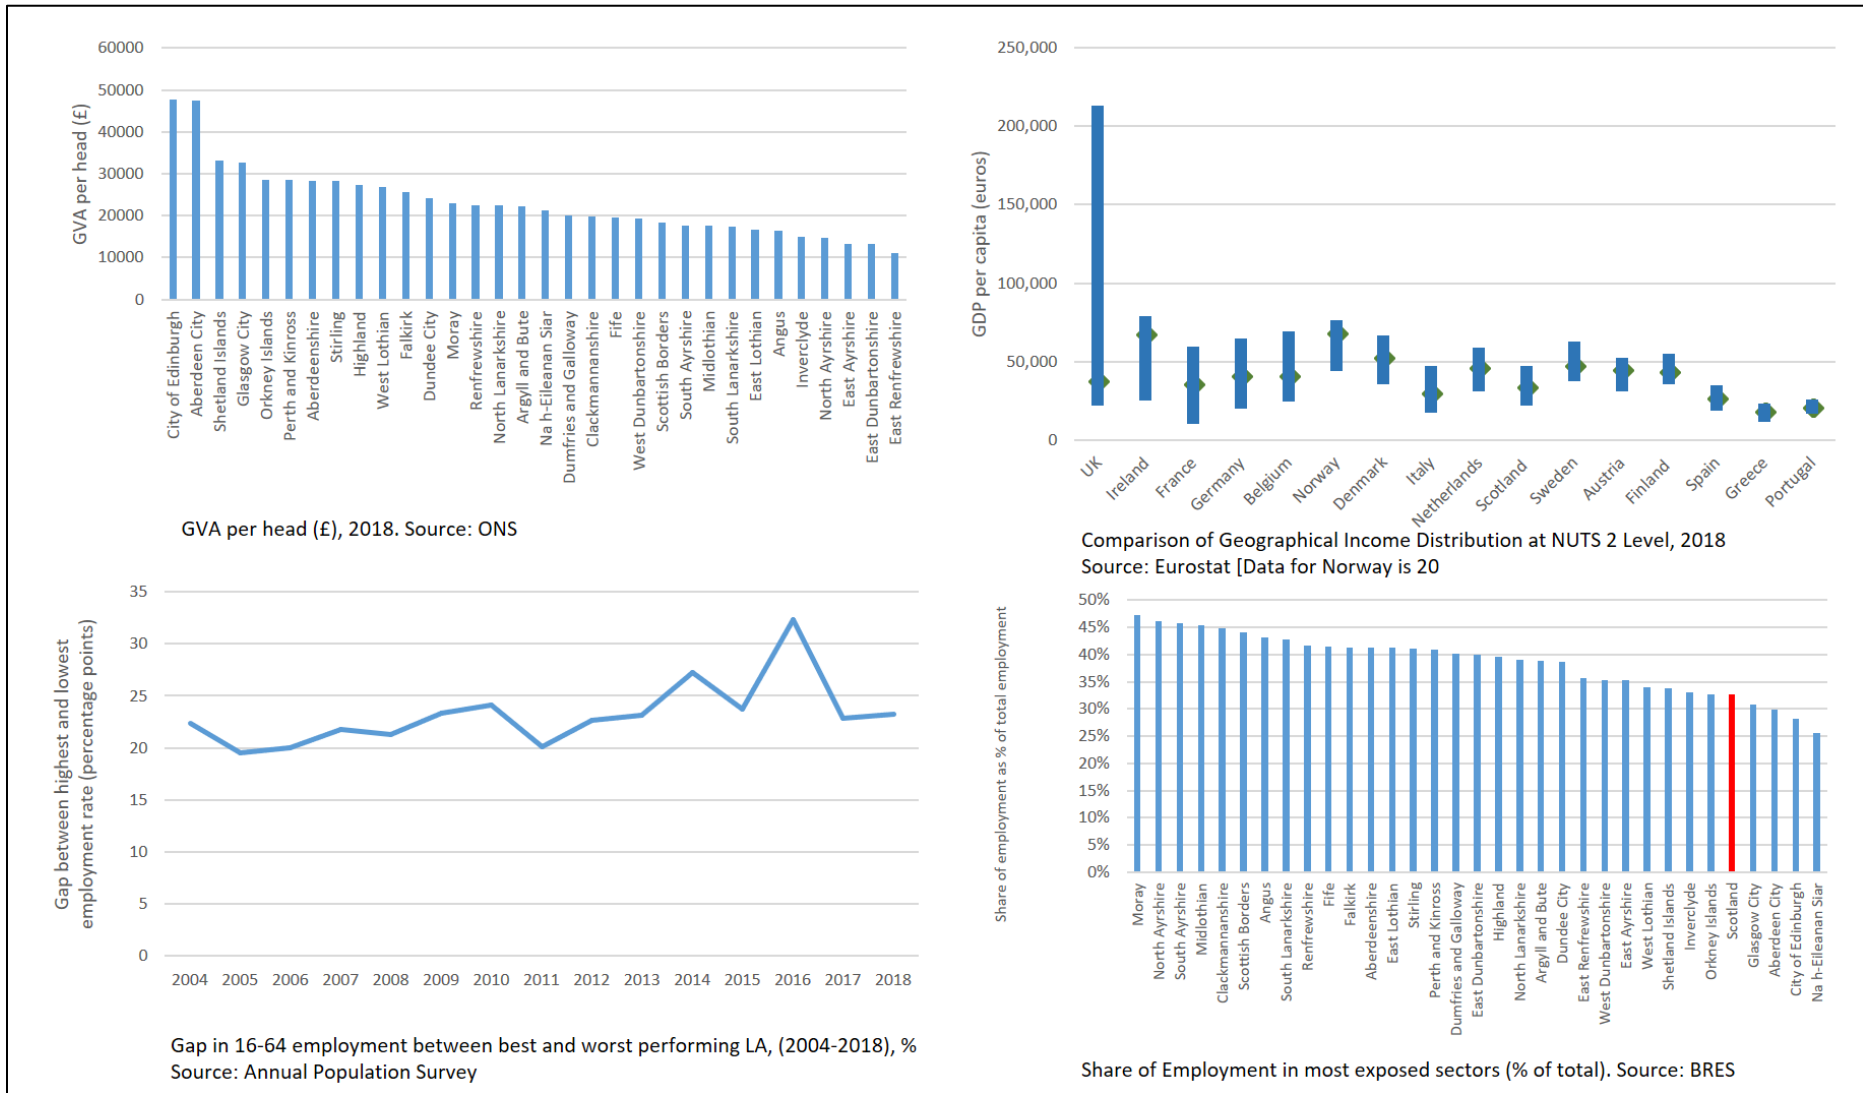 60000
50000
40000
30000
20000
10000
0
GVA per head (£)
City of Edinburgh
Aberdeen City
Shetland Islands
Glasgow City
Orkney Islands
Perth and Kinross
Aberdeenshire
Stirling
Highland
West Lothian
Falkirk
Dundee City
Moray
Renfrewshire
North Lanarkshire
Argyll and Bute
Na h-Eileanan Siar
Dumfries and Galloway
Clackmannanshire
Fife
West Dunbartonshire
Scottish Borders
South Ayrshire
Midlothian
South Lanarkshire
East Lothian
Angus
Inverclyde
North Ayrshire
East Ayrshire
East Dunbartonshire
East Renfrewshire
GVA per head (£), 2018. Source: ONS
250,000
200,000
150,000
100,000
50,000
0
GDP per capita (euros)
UK
Ireland
France
Germany
Belgium
Norway
Denmark
Italy
Netherlands
Scotland
Sweden
Austria
Finland
Spain
Greece
Portugal
Comparison of Geographical Income Distribution at NUTS 2 Level, 2018
Source: Eurostat [Data for Norway is 20
35
30
25
20
15
10
5
0
Gap between highest and lowest
employment rate (percentage points)
2004
2005
2006
2007
2008
2009
2010
2011
2012
2013
2014
2015
2016
2017
2018
Gap in 16-64 employment between best and worst performing LA, (2004-2018), %
Source: Annual Population Survey
50%
45%
40%
35%
30%
25%
20%
15%
10%
5%
0%
Share of employment as % of total employment
Moray
North Ayrshire
South Ayrshire
Midlothian
Clackmannanshire
Scottish Borders
Angus
South Lanarkshire
Renfrewshire
Fife
Falkirk
Aberdeenshire
East Lothian
Stirling
Perth and Kinross
Dumfries and Galloway
East Dunbartonshire
Highland
North Lanarkshire
Argyll and Bute
Dundee City
East Renfrewshire
West Dunbartonshire
East Ayrshire
West Lothian
Shetland Islands
Inverclyde
Orkney Islands
Scotland
Glasgow City
Aberdeen City
City of Edinburgh
Na h-Eileanan Siar
Share of Employment in most exposed sectors (% of total). Source: BRES